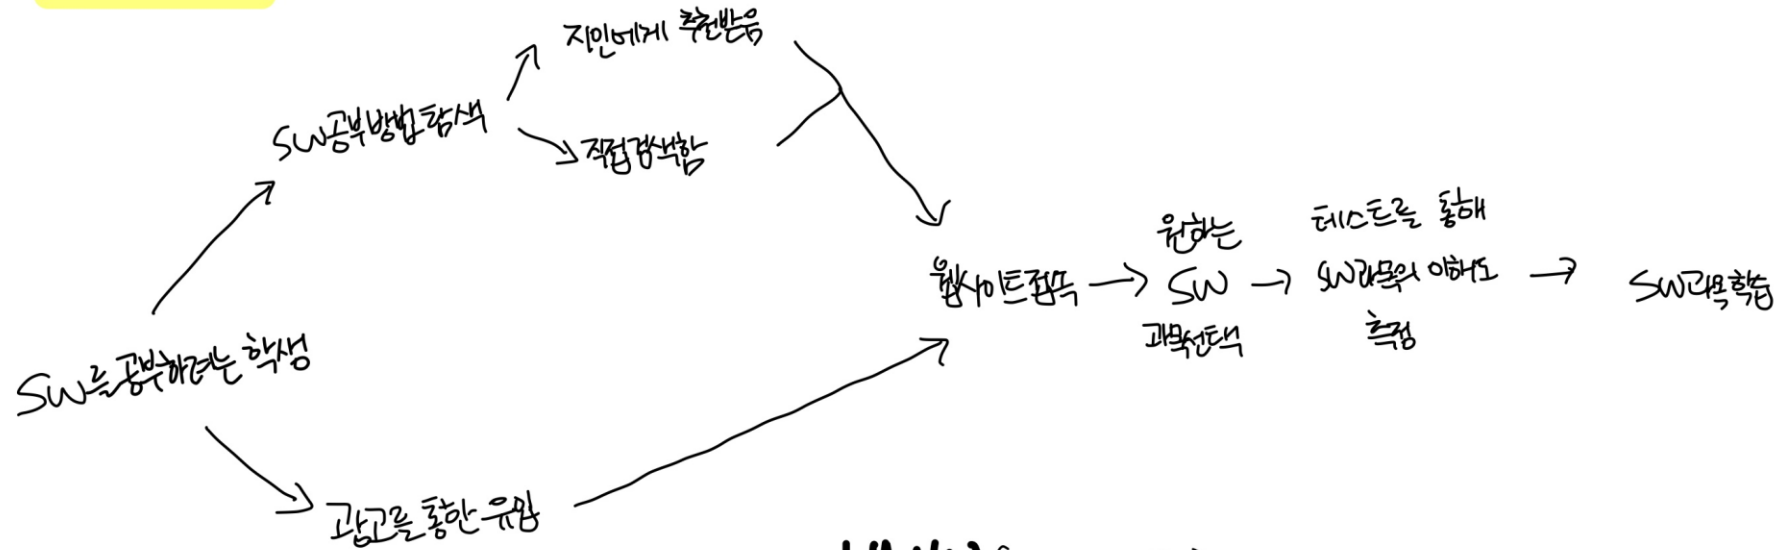 지인에게 추천받음
SW공부방법탐색
직접검색함
원하는
테스트를 통해
웹사이트접속
SW
SW과목의 이해도
SW과목학습
과목선택
측정
SW를공부하려는 학생
광고를 통한 유입